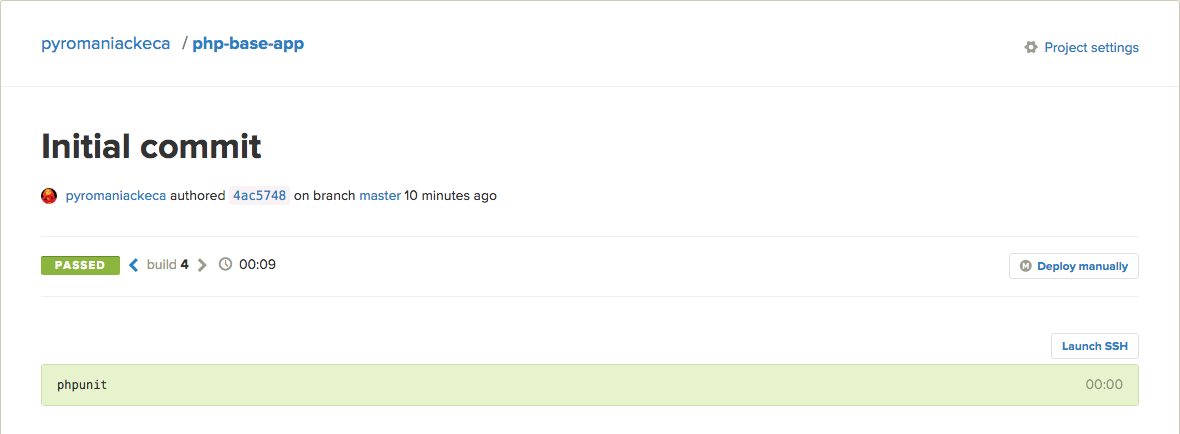 pyromaniackeca / php-base-app
Project settings
Initial commit
pyromaniackeca authored 4ac5748 on branch master 10 minutes ago
PASSED build 4 00:09
M Deploy manually
Launch SSH
phpunit 00:00